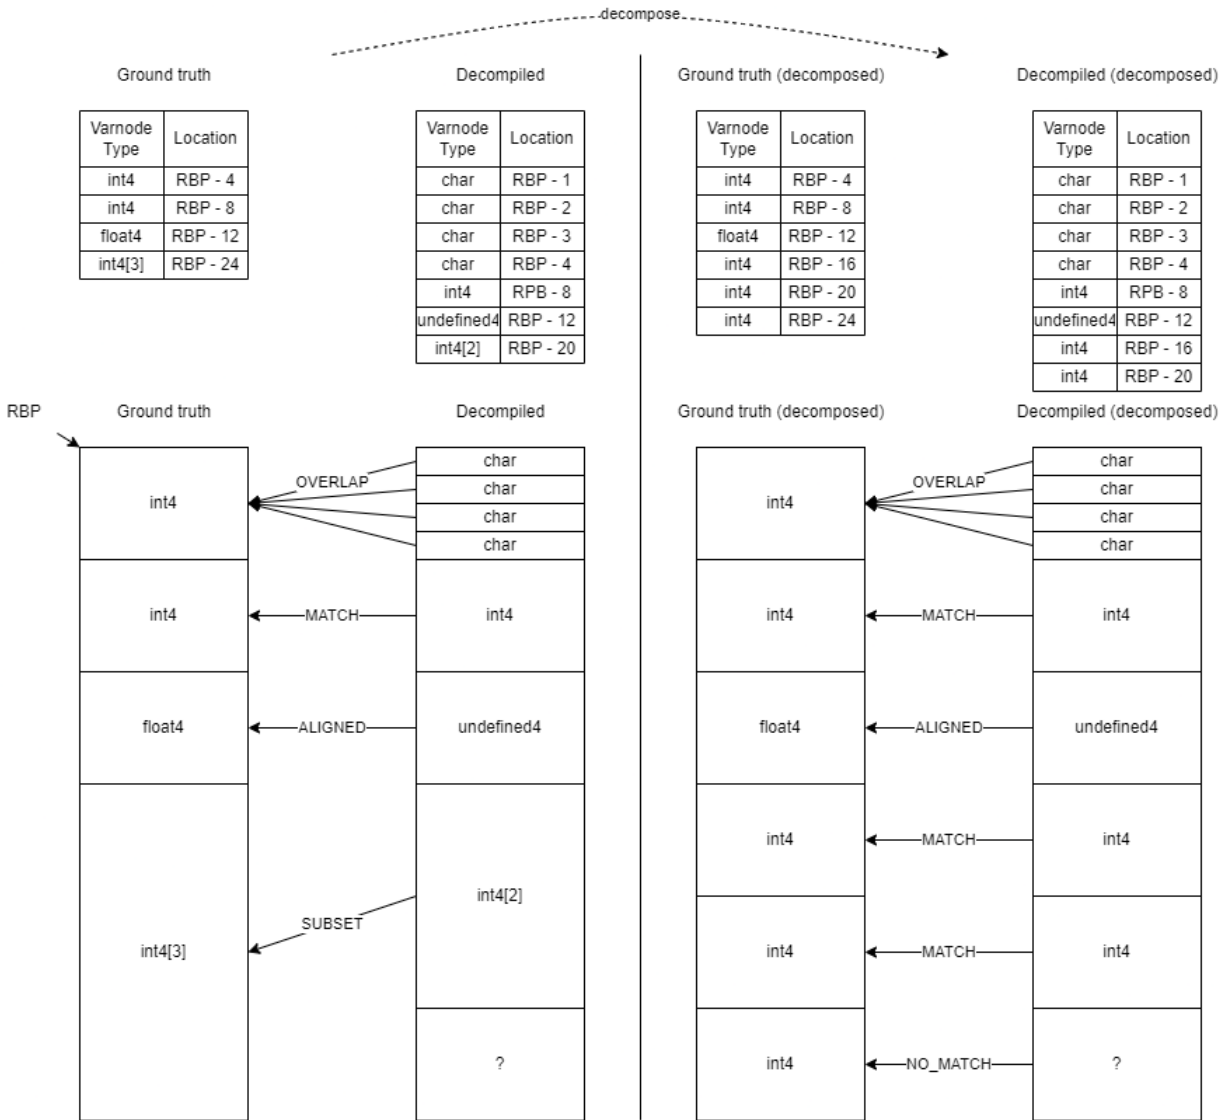 decompose
Ground truth
Decompiled
Ground truth (decomposed)
Decompiled (decomposed)
Varnode Type Location
int4 RBP - 4
int4 RBP - 8
float4 RBP - 12
int4[3] RBP - 24
Varnode Type Location
char RBP - 1
char RBP - 2
char RBP - 3
char RBP - 4
int4 RPB - 8
undefined4 RBP - 12
int4[2] RBP - 20
Varnode Type Location
int4 RBP - 4
int4 RBP - 8
float4 RBP - 12
int4 RBP - 16
int4 RBP - 20
int4 RBP - 24
Varnode Type Location
char RBP - 1
char RBP - 2
char RBP - 3
char RBP - 4
int4 RPB - 8
undefined4 RBP - 12
int4 RBP - 16
int4 RBP - 20
RBP
Ground truth
Decompiled
Ground truth (decomposed)
Decompiled (decomposed)
int4
OVERLAP
char
char
char
char
int4
MATCH
int4
float4
ALIGNED
undefined4
int4[3]
SUBSET
int4[2]
?
int4
OVERLAP
char
char
char
char
int4
MATCH
int4
float4
ALIGNED
undefined4
int4
MATCH
int4
int4
MATCH
int4
int4
NO_MATCH
?